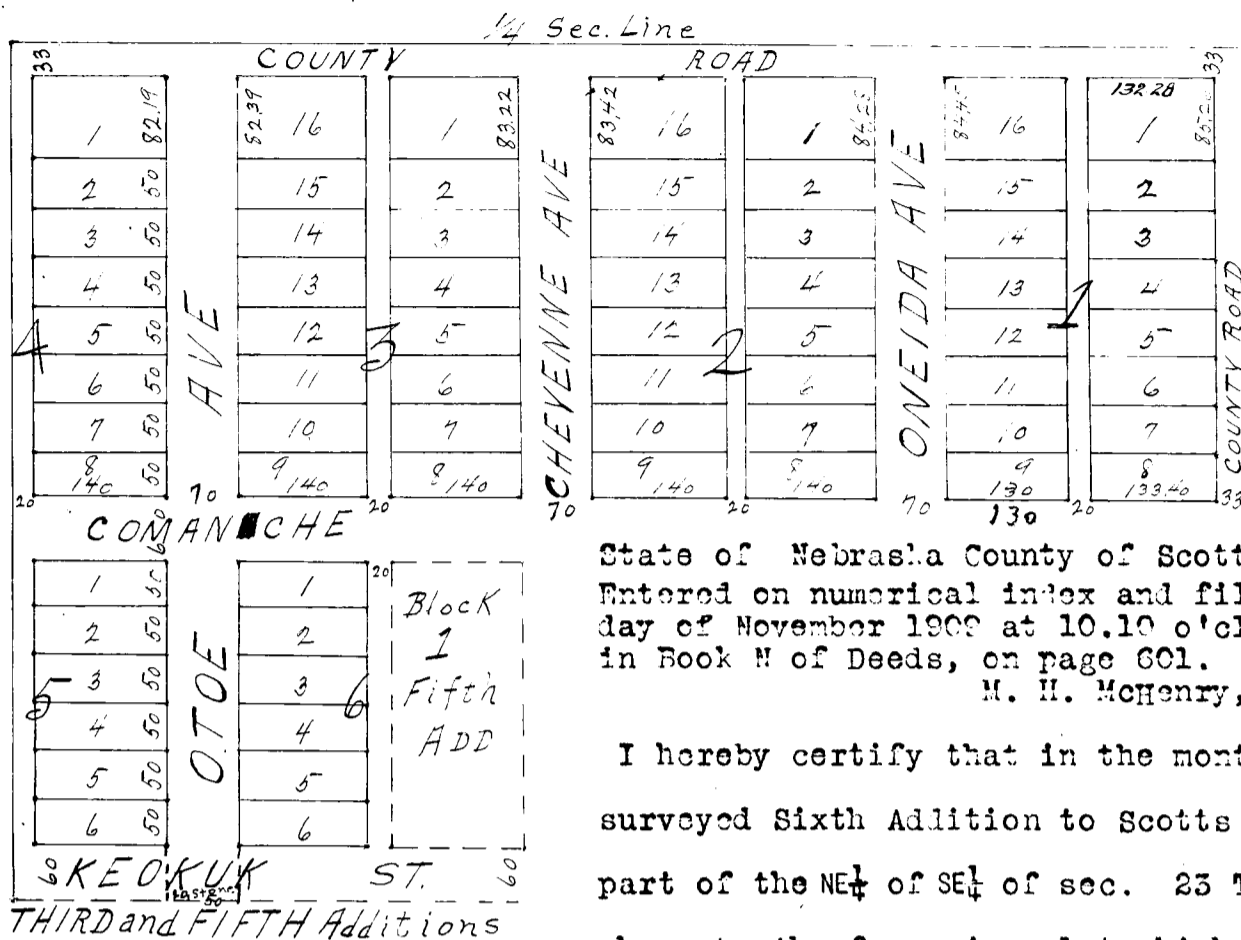 1/4 Sec. Line
COUNTY ROAD
33 33
1 82.19 82.39 16 1 83.22 83.42 16 1 84.25 84.45 16 132.28 1
2 50 15 2 15 2 15 2
3 50 14 3 14 3 14 3
4 50 13 4 13 4 13 4
5 50 12 5 12 5 12 5
6 50 11 6 11 6 11 6
7 50 10 7 10 7 10 7
8 140 50 9 140 8 140 9 140 8 140 9 130 8 133.40
4 3 2 1
AVE
CHEYENNE AVE
ONEIDA AVE
COUNTY ROAD
20 70 20 70 20 70 130 20 33
COMANCHE
60
1 50 1 20
2 50 2
3 50 3
4 50 4
5 50 5
6 50 6
5 6
OTOE
Block
1
Fifth
ADD
60 KEOKUK ST. 60
50
THIRD and FIFTH Additions
State of Nebraska County of Scott
Entered on numerical index and fil
day of November 1909 at 10.10 o'cl
in Book N of Deeds, on page 601.
M. H. McHenry,
I hereby certify that in the mont
surveyed Sixth Addition to Scotts
part of the NE¼ of SE¼ of sec. 23 T